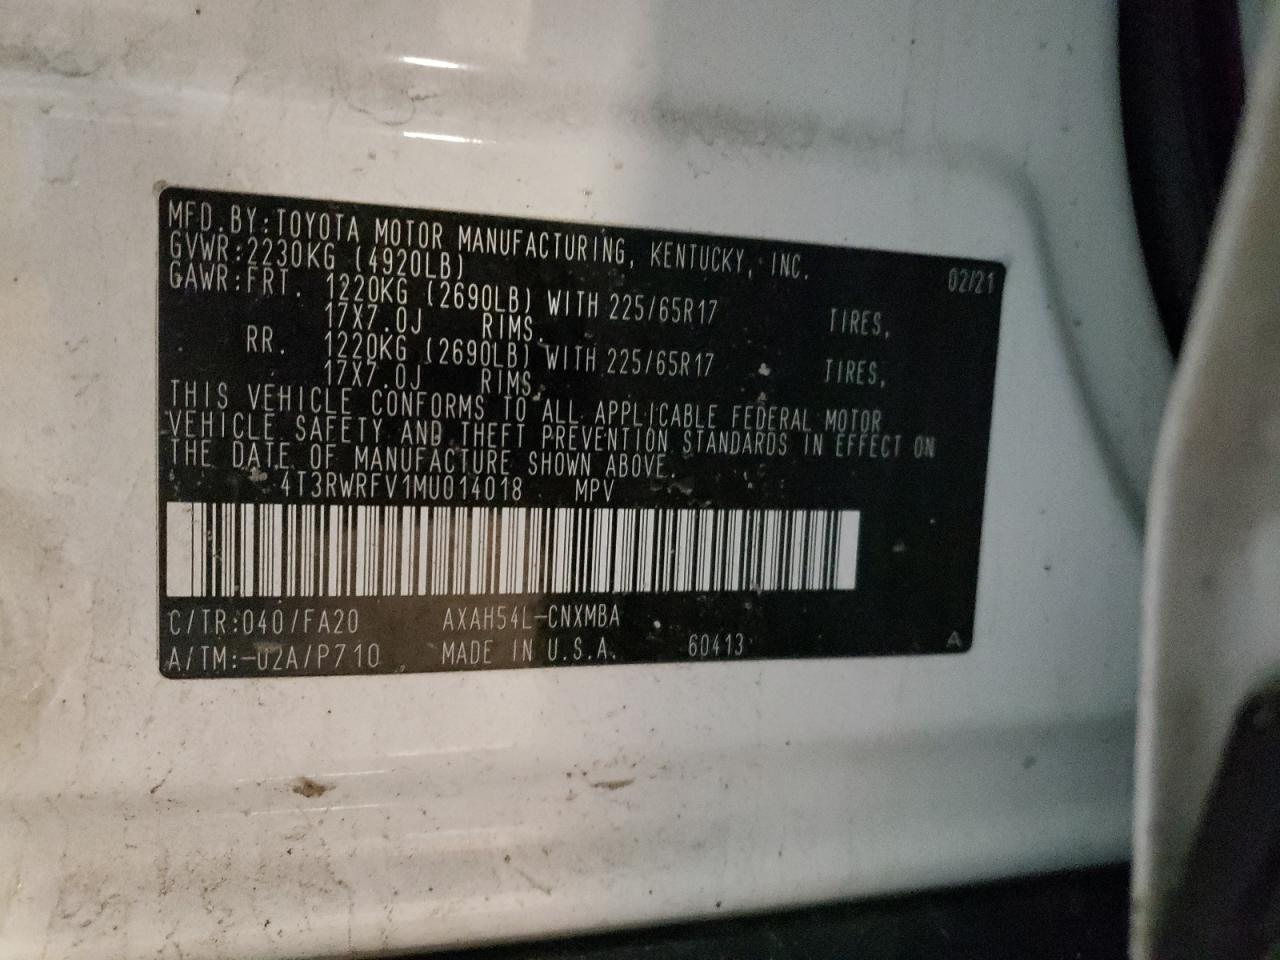 MFD.BY:TOYOTA MOTOR MANUFACTURING, KENTUCKY, INC.
GVWR:2230KG (4920LB) 02/21
GAWR:FRT. 1220KG (2690LB) WITH 225/65R17 TIRES,
17X7.0J RIMS.
RR. 1220KG (2690LB) WITH 225/65R17 TIRES,
17X7.0J RIMS.
THIS VEHICLE CONFORMS TO ALL APPLICABLE FEDERAL MOTOR
VEHICLE SAFETY AND THEFT PREVENTION STANDARDS IN EFFECT ON
THE DATE OF MANUFACTURE SHOWN ABOVE.
4T3RWRFV1MU014018 MPV
C/TR:040/FA20 AXAH54L-CNXMBA
A/TM:-02A/P710 MADE IN U.S.A. 60413 A